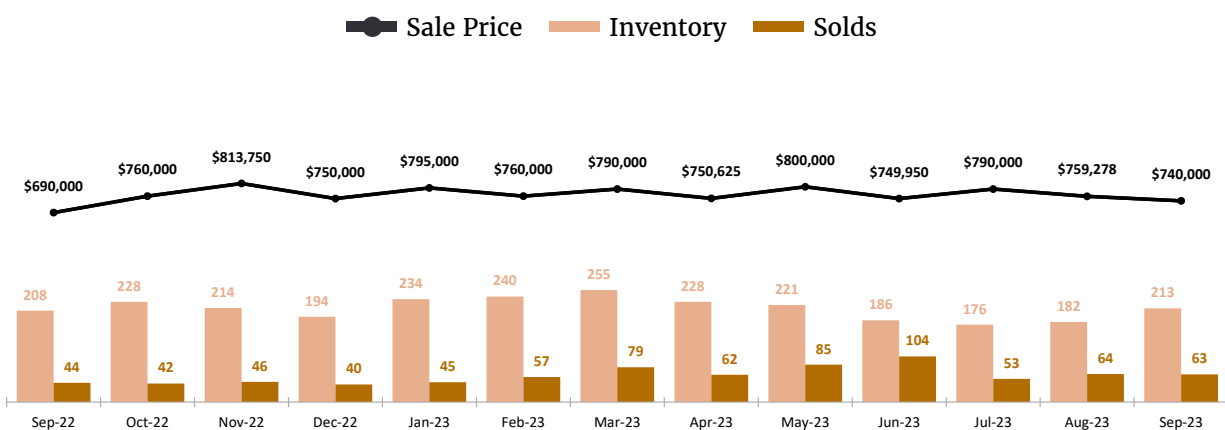 Sale Price Inventory Solds
$690,000 $760,000 $813,750 $750,000 $795,000 $760,000 $790,000 $750,625 $800,000 $749,950 $790,000 $759,278 $740,000
208 228 214 194 234 240 255 228 221 186 176 182 213
44 42 46 40 45 57 79 62 85 104 53 64 63
Sep-22 Oct-22 Nov-22 Dec-22 Jan-23 Feb-23 Mar-23 Apr-23 May-23 Jun-23 Jul-23 Aug-23 Sep-23